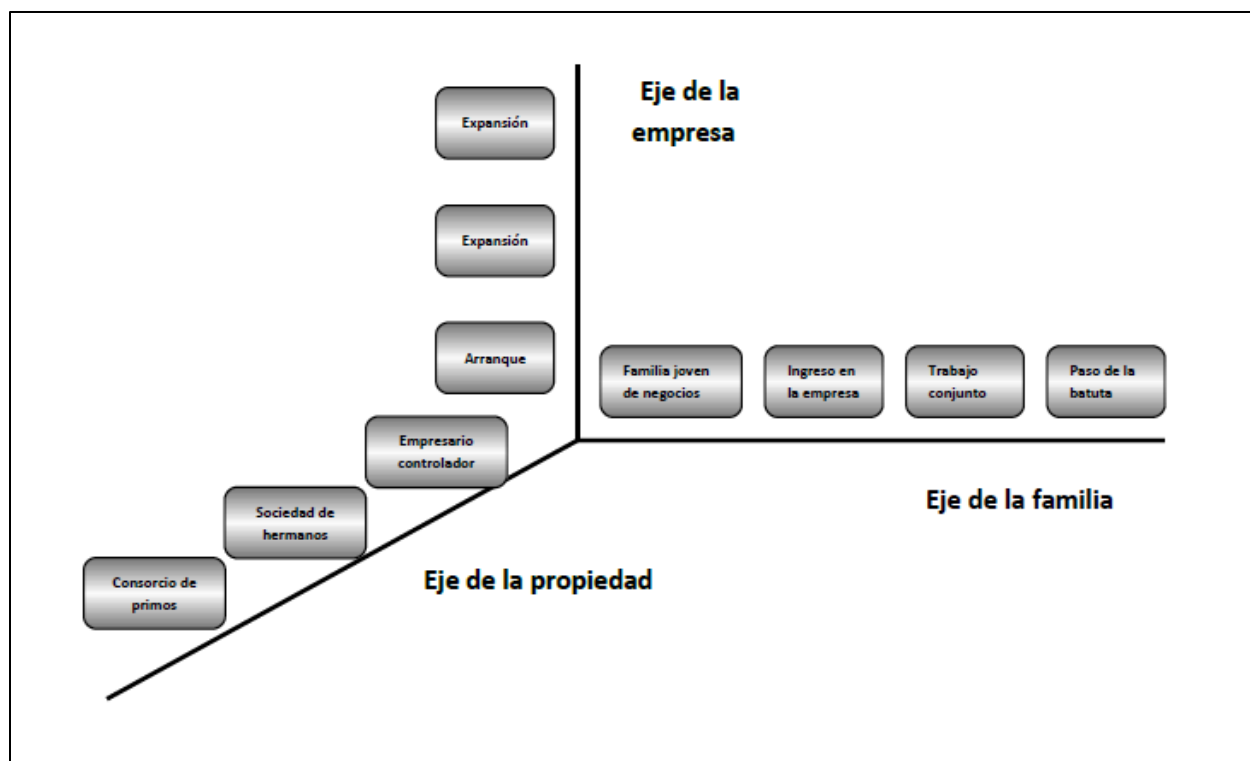 Eje de la
empresa
Expansión
Expansión
Arranque
Familia joven
de negocios
Ingreso en
la empresa
Trabajo
conjunto
Paso de la
batuta
Empresario
controlador
Sociedad de
hermanos
Consorcio de
primos
Eje de la familia
Eje de la propiedad